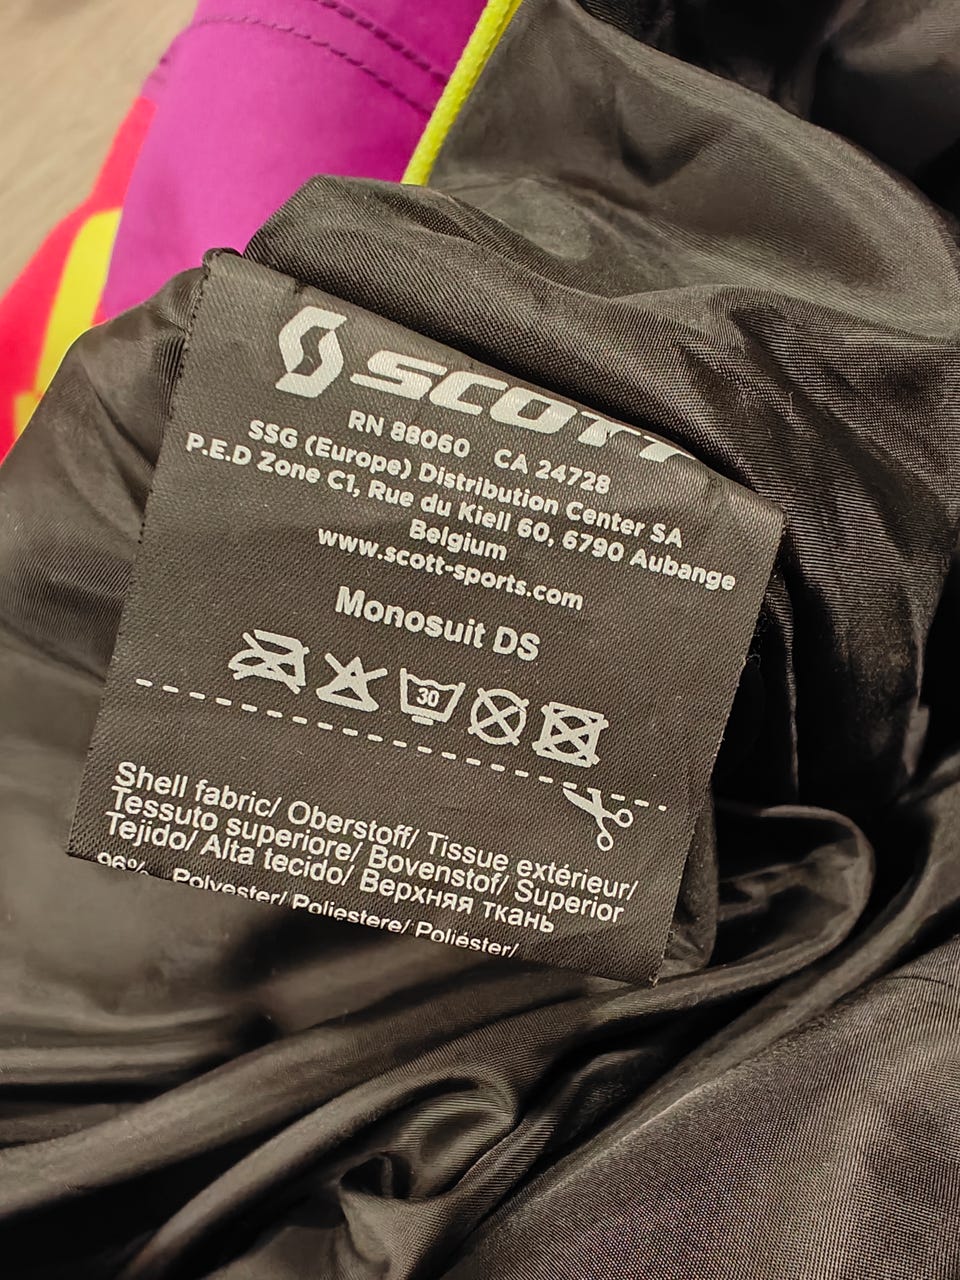 SCOTT
RN 88060 CA 24728
SSG (Europe) Distribution Center SA
P.E.D Zone C1, Rue du Kiell 60, 6790 Aubange
Belgium
www.scott-sports.com
Monosuit DS
30
Shell fabric/ Oberstoff/ Tissue extérieur/
Tessuto superiore/ Bovenstof/ Superior
Tejido/ Alta tecido/ Верхняя ткань
96% Polyester/ Poliestere/ Poliéster/